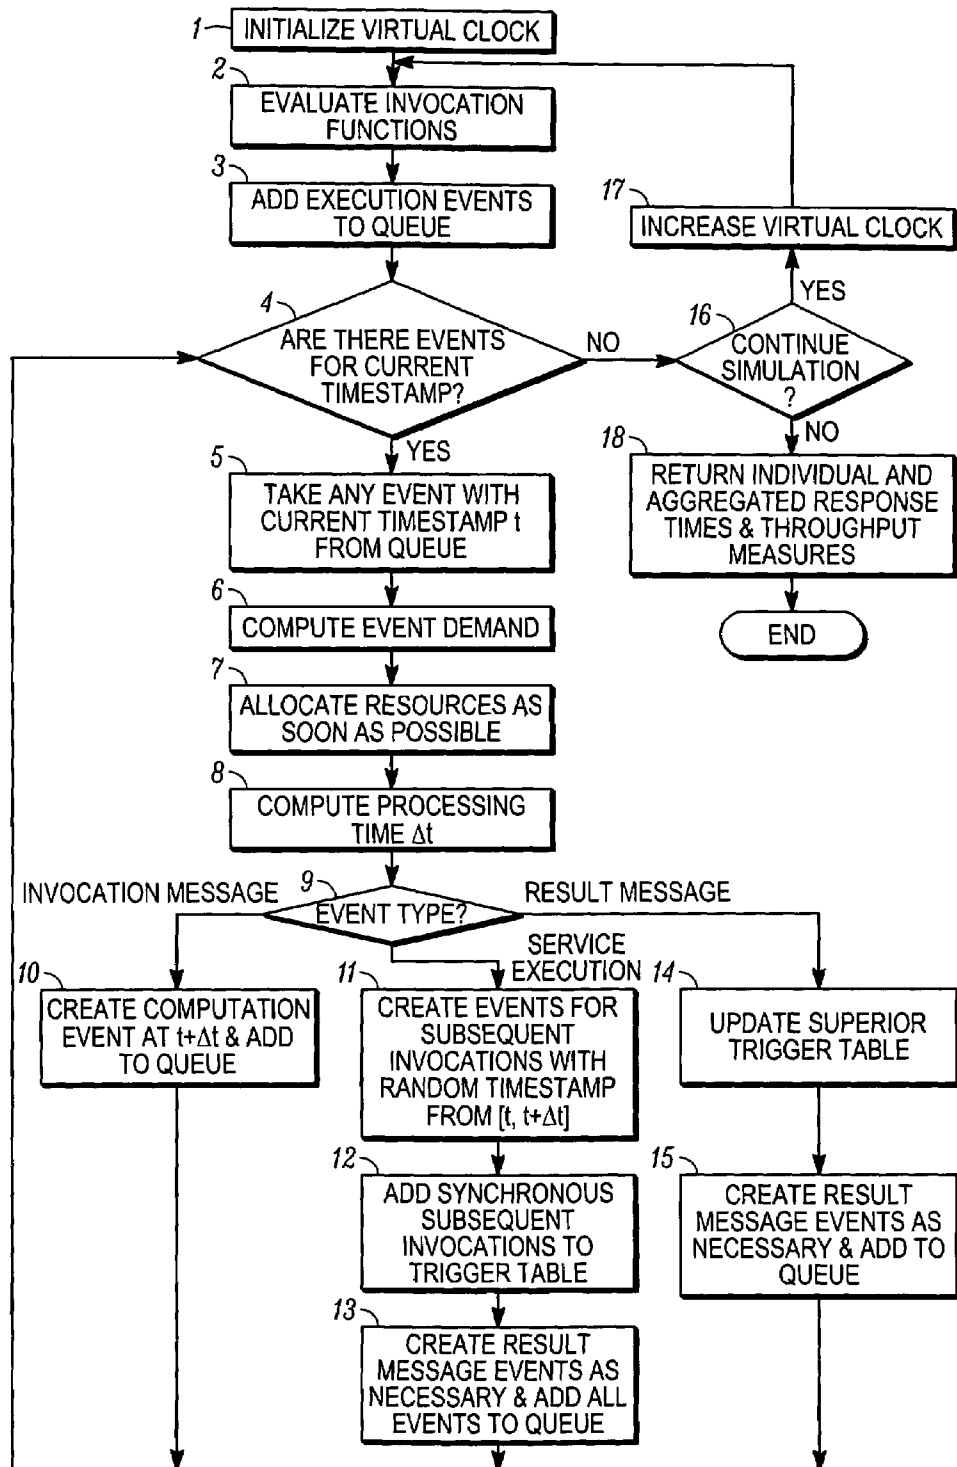 1 INITIALIZE VIRTUAL CLOCK
2
EVALUATE INVOCATION
FUNCTIONS
3
ADD EXECUTION EVENTS
TO QUEUE
17
INCREASE VIRTUAL CLOCK
YES
4
ARE THERE EVENTS
FOR CURRENT
TIMESTAMP?
NO
16
CONTINUE
SIMULATION
?
NO
YES
5
TAKE ANY EVENT WITH
CURRENT TIMESTAMP t
FROM QUEUE
18
RETURN INDIVIDUAL AND
AGGREGATED RESPONSE
TIMES & THROUGHPUT
MEASURES
END
6
COMPUTE EVENT DEMAND
7
ALLOCATE RESOURCES AS
SOON AS POSSIBLE
8
COMPUTE PROCESSING
TIME Δt
INVOCATION MESSAGE
9
EVENT TYPE?
RESULT MESSAGE
SERVICE
EXECUTION
10
CREATE COMPUTATION
EVENT AT t+Δt & ADD
TO QUEUE
11
CREATE EVENTS FOR
SUBSEQUENT
INVOCATIONS WITH
RANDOM TIMESTAMP
FROM [t, t+Δt]
14
UPDATE SUPERIOR
TRIGGER TABLE
12
ADD SYNCHRONOUS
SUBSEQUENT
INVOCATIONS TO
TRIGGER TABLE
15
CREATE RESULT
MESSAGE EVENTS AS
NECESSARY & ADD TO
QUEUE
13
CREATE RESULT
MESSAGE EVENTS AS
NECESSARY & ADD ALL
EVENTS TO QUEUE